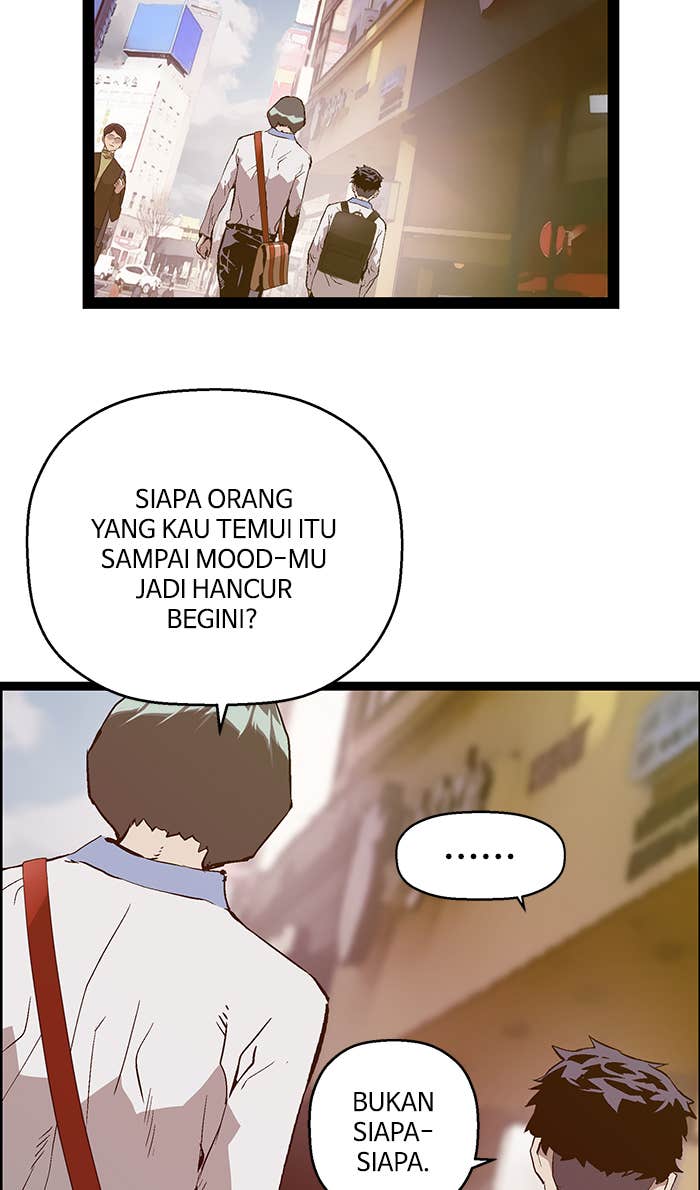 SIAPA ORANG
YANG KAU TEMUI ITU
SAMPAI MOOD-MU
JADI HANCUR
BEGINI?
......
BUKAN
SIAPA-
SIAPA.